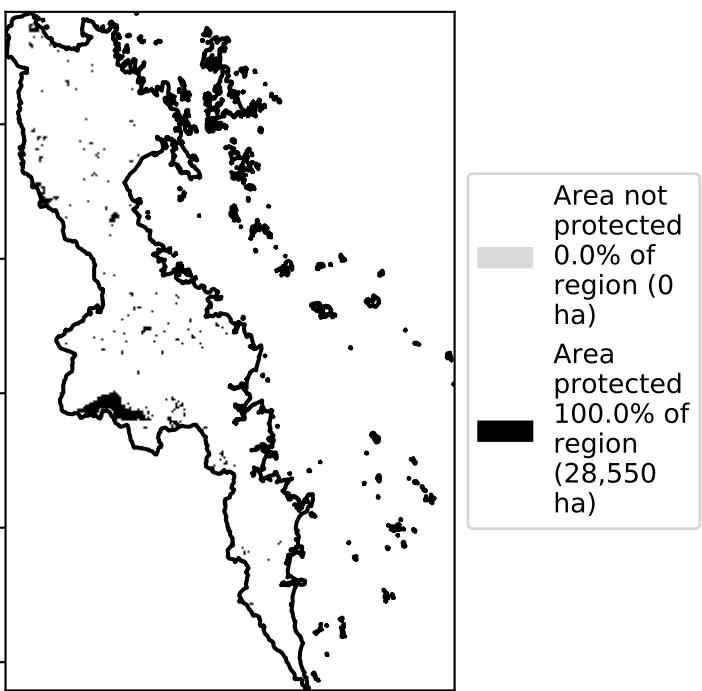 Area not
protected
0.0% of
region (0
ha)
Area
protected
100.0% of
region
(28,550
ha)